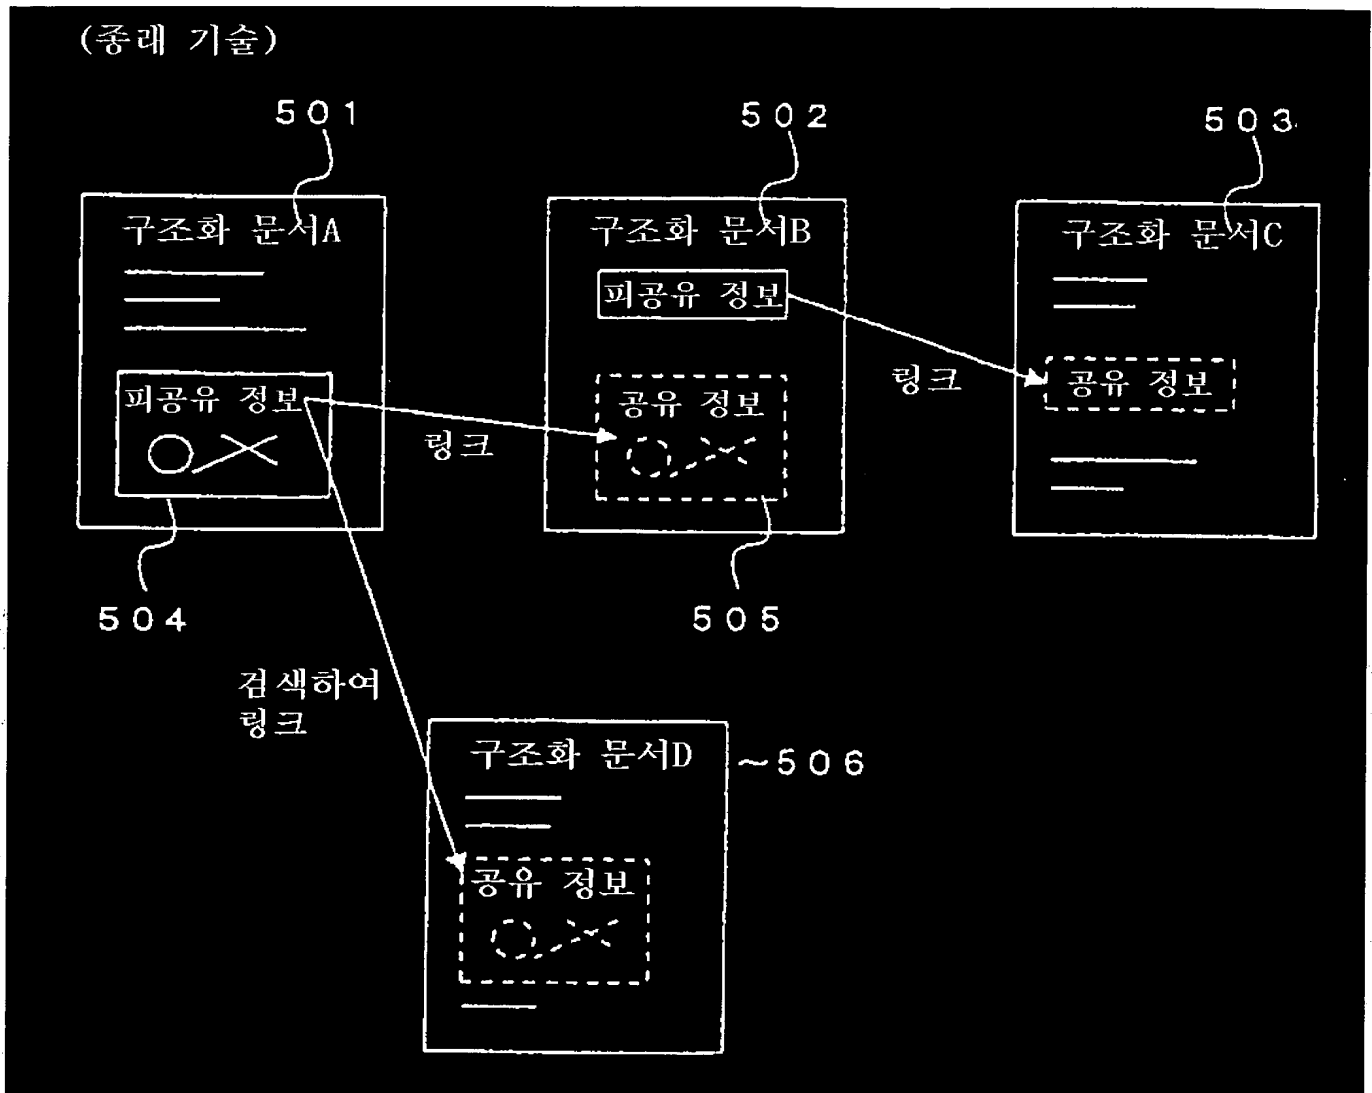 (종래 기술)
501
502
503
구조화 문서A
구조화 문서B
구조화 문서C
피공유 정보
링크
공유 정보
피공유 정보
링크
공유 정보
504
505
검색하여
링크
구조화 문서D
~506
공유 정보